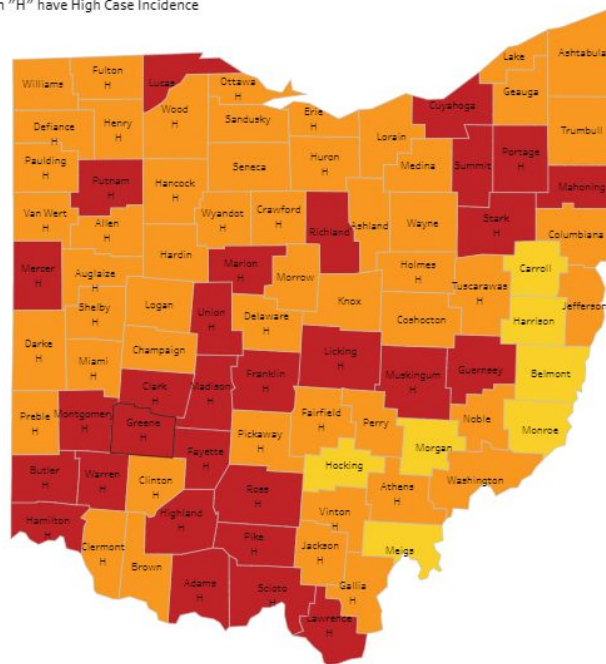 "H" have High Case Incidence
Ashtabula
Lake
Fulton
H
Lucas
Ottawa
H
Williams
Geauga
Cuyahoga
Wood
H
Erie
H
Sandusky
Defiance
H
Henry
H
Lorain
Trumbull
Paulding
H
Huron
H
Portage
H
Medina
Summit
Seneca
Putnam
H
Hancock
H
Mahoning
Van Wert
H
Allen
H
Wyandot
H
Crawford
H
Richland
Ashland
Wayne
Stark
H
Columbiana
Hardin
Mercer
H
Marion
H
Holmes
H
Carroll
Auglaize
H
Morrow
Tuscarawas
H
Knox
Shelby
H
Logan
Union
H
Delaware
H
Coshocton
Harrison
Jefferson
Darke
H
Champaign
Licking
H
Miami
H
Guernsey
Muskingum
H
Belmont
Clark
H
Madison
H
Franklin
H
Preble
H
Montgomery
H
Greene
H
Fairfield
H
Perry
Noble
H
Monroe
Pickaway
H
Morgan
Fayette
H
Hocking
Butler
H
Warren
H
Clinton
H
Athens
H
Washington
Ross
H
Highland
H
Vinton
Hamilton
H
Pike
H
Clermont
H
Jackson
H
Meigs
Brown
Adams
H
Scioto
H
Gallia
H
Lawrence
H